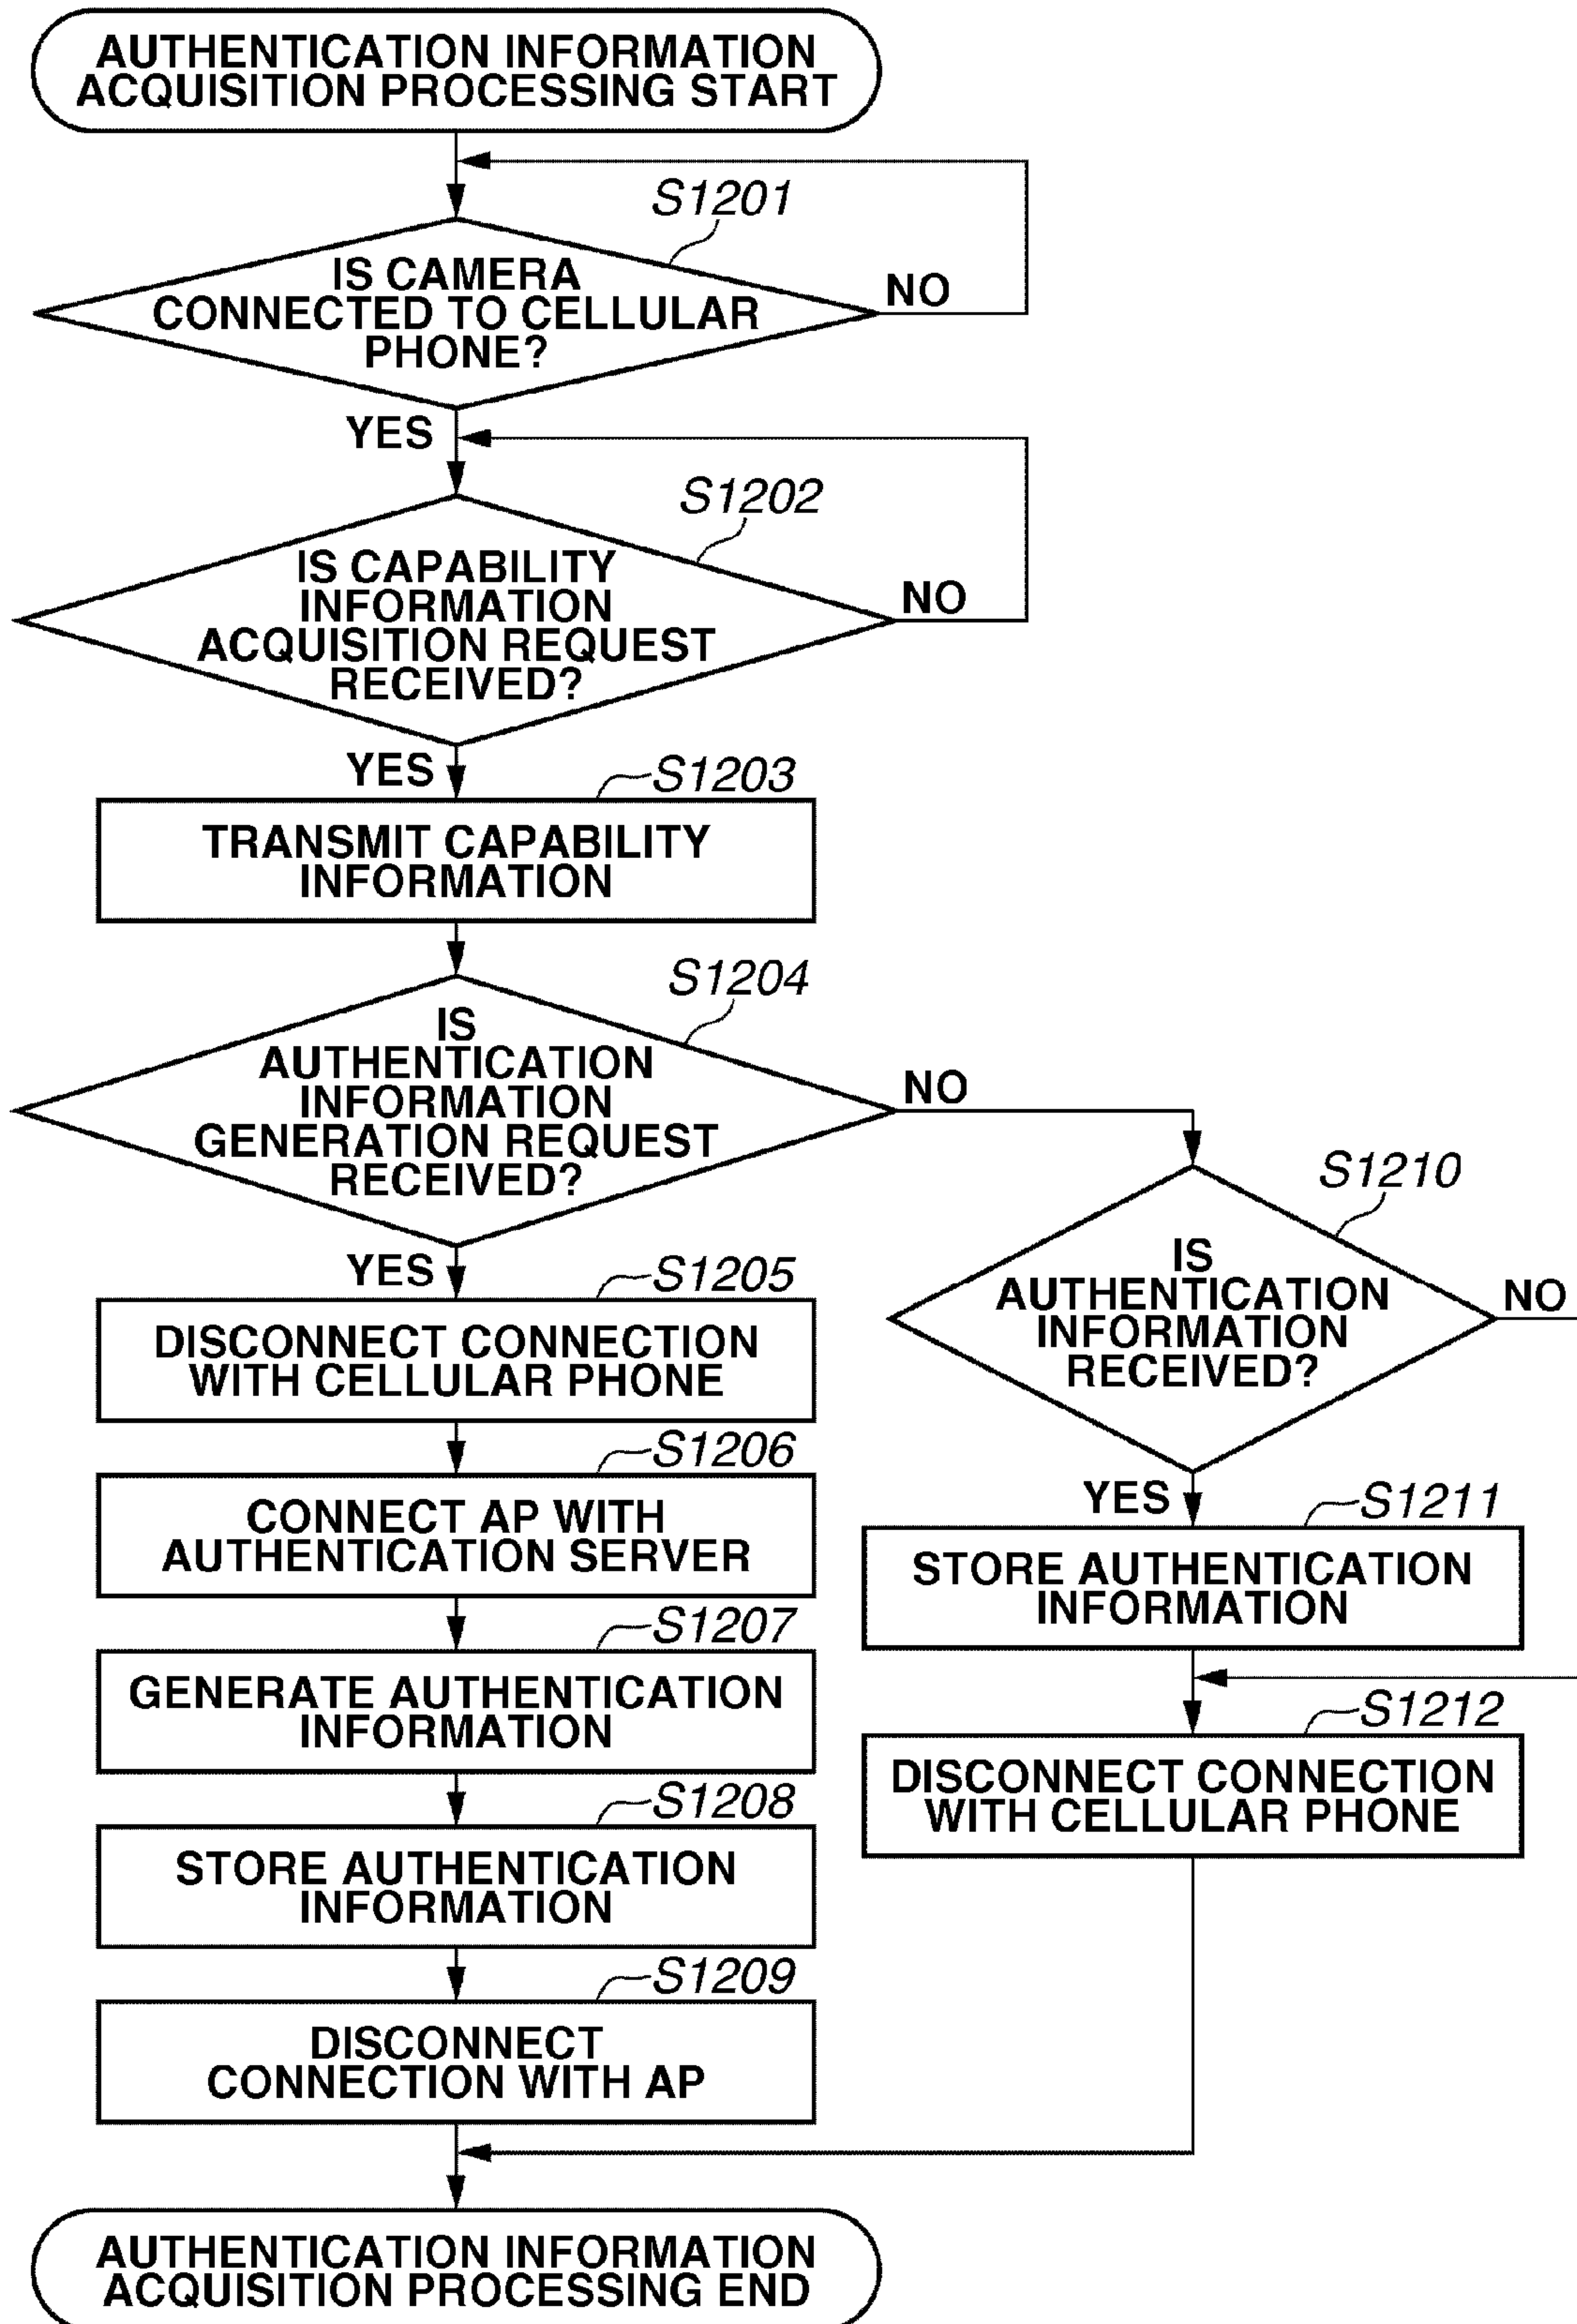 AUTHENTICATION INFORMATION
ACQUISITION PROCESSING START
S1201
IS CAMERA
CONNECTED TO CELLULAR
PHONE?
NO
YES
S1202
IS CAPABILITY
INFORMATION
ACQUISITION REQUEST
RECEIVED?
NO
YES
S1203
TRANSMIT CAPABILITY
INFORMATION
S1204
IS
AUTHENTICATION
INFORMATION
GENERATION REQUEST
RECEIVED?
NO
YES
S1205
DISCONNECT CONNECTION
WITH CELLULAR PHONE
S1206
CONNECT AP WITH
AUTHENTICATION SERVER
S1207
GENERATE AUTHENTICATION
INFORMATION
S1208
STORE AUTHENTICATION
INFORMATION
S1209
DISCONNECT
CONNECTION WITH AP
S1210
IS
AUTHENTICATION
INFORMATION
RECEIVED?
NO
YES
S1211
STORE AUTHENTICATION
INFORMATION
S1212
DISCONNECT CONNECTION
WITH CELLULAR PHONE
AUTHENTICATION INFORMATION
ACQUISITION PROCESSING END